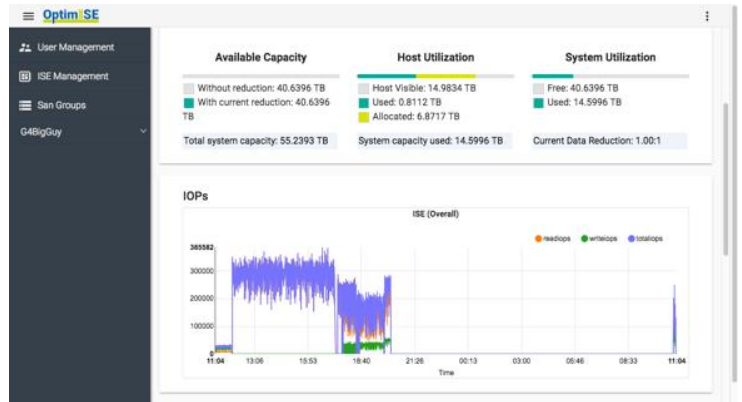 OptimISE
User Management
ISE Management
San Groups
G4BigGuy
Available Capacity
Without reduction: 40.6396 TB
With current reduction: 40.6396
TB
Total system capacity: 55.2393 TB
Host Utilization
Host Visible: 14.9834 TB
Used: 0.8112 TB
Allocated: 6.8717 TB
System capacity used: 14.5996 TB
System Utilization
Free: 40.6396 TB
Used: 14.5996 TB
Current Data Reduction: 1.00:1
IOPs
ISE (Overall)
readiops writeiops totaliops
385582
300000
200000
100000
0
11:04 13:06 15:53 18:40 21:26 00:13 03:00 05:46 08:33 11:04
Time